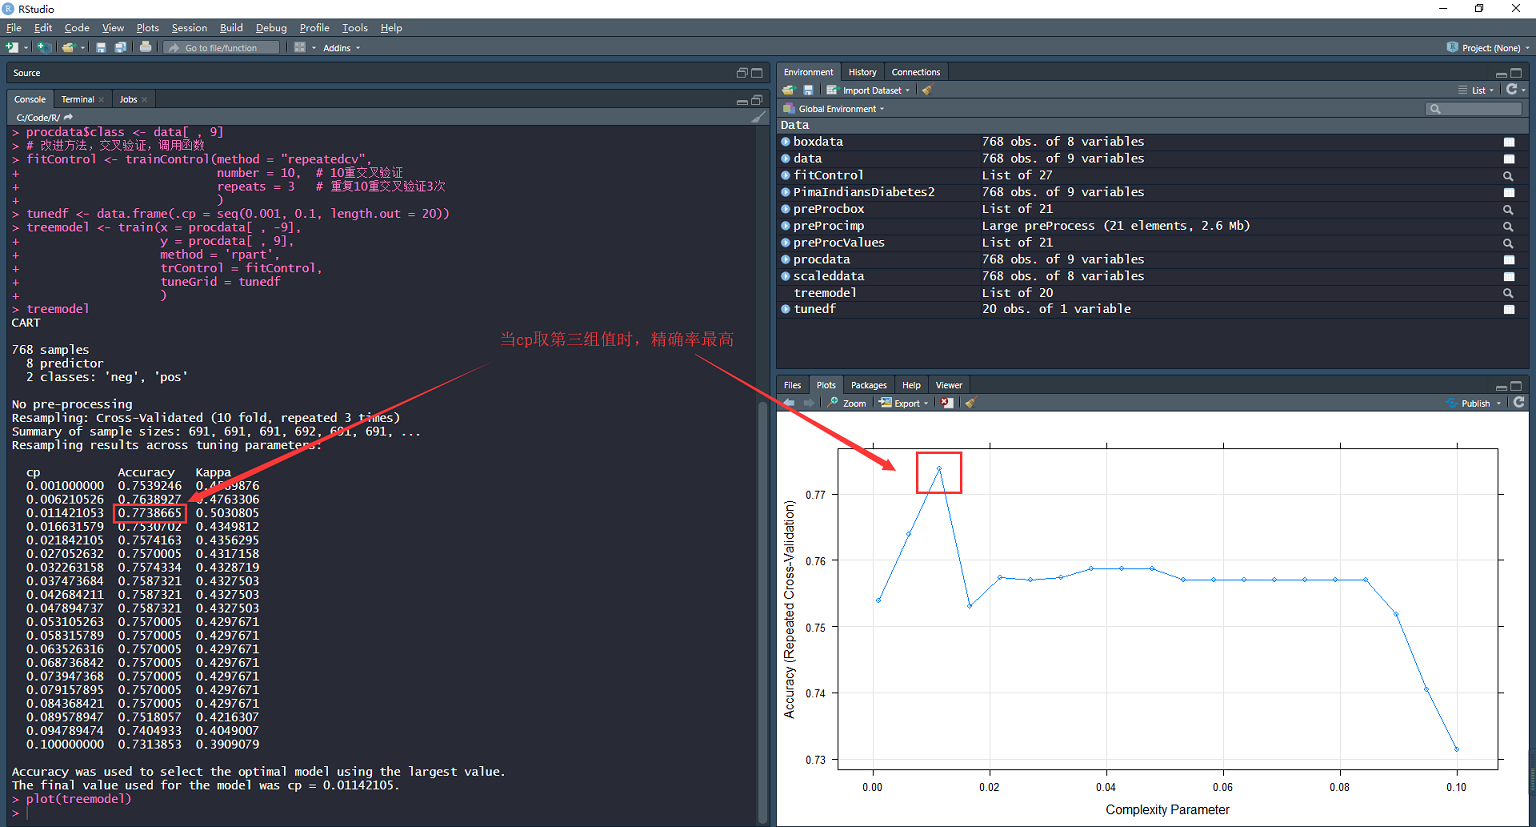 RStudio
File Edit Code View Plots Session Build Debug Profile Tools Help
Go to file/function Addins Project: (None)
Source
Console Terminal Jobs
C:/Code/R/
> procdata$class <- data[ , 9]
> # 改进方法，交叉验证，调用函数
> fitControl <- trainControl(method = "repeatedcv",
+ number = 10, # 10重交叉验证
+ repeats = 3 # 重复10重交叉验证3次
+ )
> tunedf <- data.frame(.cp = seq(0.001, 0.1, length.out = 20))
> treemodel <- train(x = procdata[ , -9],
+ y = procdata[ , 9],
+ method = 'rpart',
+ trControl = fitControl,
+ tuneGrid = tunedf
+ )
> treemodel
CART
768 samples
8 predictor
2 classes: 'neg', 'pos'
No pre-processing
Resampling: Cross-Validated (10 fold, repeated 3 times)
Summary of sample sizes: 691, 691, 691, 692, 691, 691, ...
Resampling results across tuning parameters:
cp Accuracy Kappa
0.001000000 0.7539246
0.006210526 0.7638927 0.4763306
0.011421053 0.7738665 0.5030805
0.016631579 0.7530702 0.4349812
0.021842105 0.7574163 0.4356295
0.027052632 0.7570005 0.4317158
0.032263158 0.7574334 0.4328719
0.037473684 0.7587321 0.4327503
0.042684211 0.7587321 0.4327503
0.047894737 0.7587321 0.4327503
0.053105263 0.7570005 0.4297671
0.058315789 0.7570005 0.4297671
0.063526316 0.7570005 0.4297671
0.068736842 0.7570005 0.4297671
0.073947368 0.7570005 0.4297671
0.079157895 0.7570005 0.4297671
0.084368421 0.7570005 0.4297671
0.089578947 0.7518057 0.4216307
0.094789474 0.7404933 0.4049007
0.100000000 0.7313853 0.3909079
Accuracy was used to select the optimal model using the largest value.
The final value used for the model was cp = 0.01142105.
> plot(treemodel)
>
当cp取第三组值时，精确率最高
Environment History Connections
Import Dataset List
Global Environment
Data
boxdata 768 obs. of 8 variables
data 768 obs. of 9 variables
fitControl List of 27
PimaIndiansDiabetes2 768 obs. of 9 variables
preProcbox List of 21
preProcimp Large preProcess (21 elements, 2.6 Mb)
preProcValues List of 21
procdata 768 obs. of 9 variables
scaleddata 768 obs. of 8 variables
treemodel List of 20
tunedf 20 obs. of 1 variable
Files Plots Packages Help Viewer
Zoom Export Publish
Accuracy (Repeated Cross-Validation)
0.77
0.76
0.75
0.74
0.73
0.00 0.02 0.04 0.06 0.08 0.10
Complexity Parameter